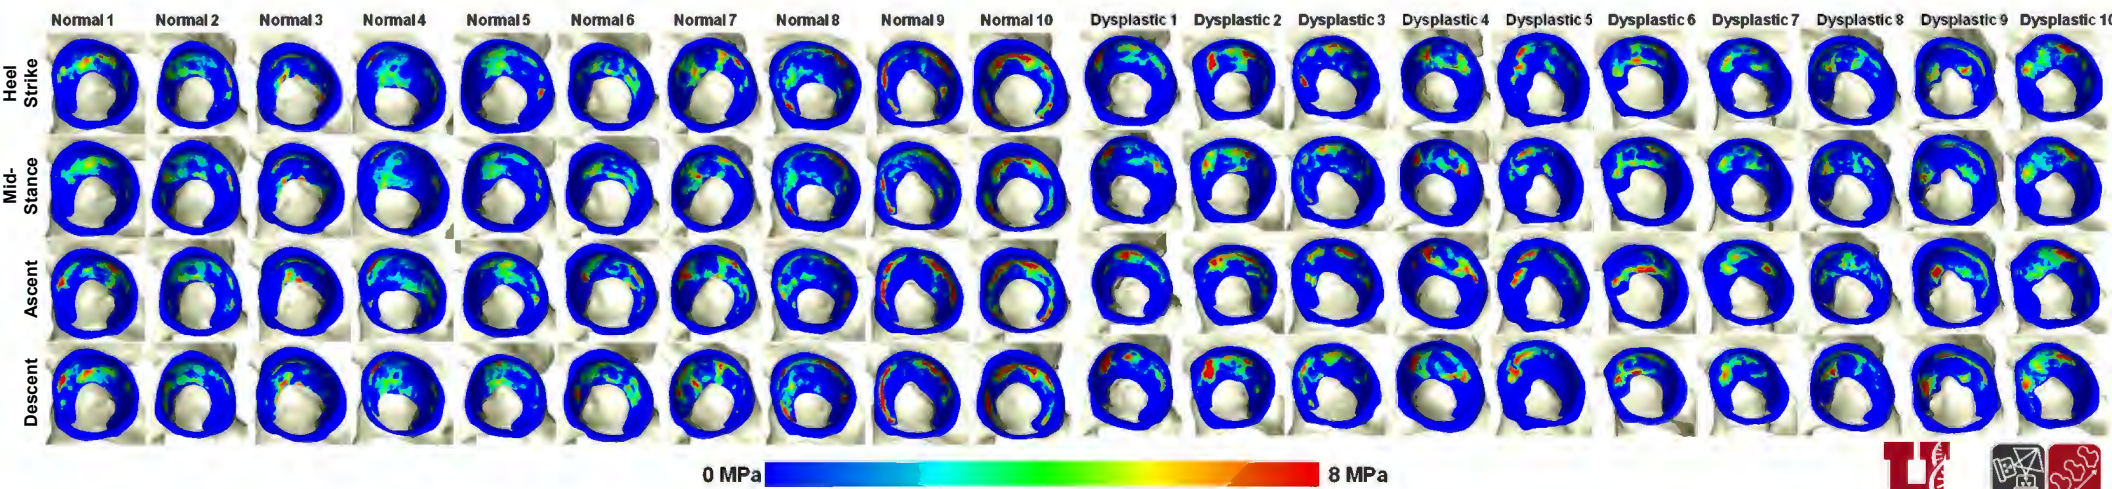 Normal 1 Normal 2 Normal 3 Normal 4 Normal 5 Normal 6 Normal 7 Normal 8 Normal 9 Normal 10 Dysplastic 1 Dysplastic 2 Dysplastic 3 Dysplastic 4 Dysplastic 5 Dysplastic 6 Dysplastic 7 Dysplastic 8 Dysplastic 9 Dysplastic 10
Heel
Strike
Mid-
Stance
Ascent
Descent
0 MPa 8 MPa
U